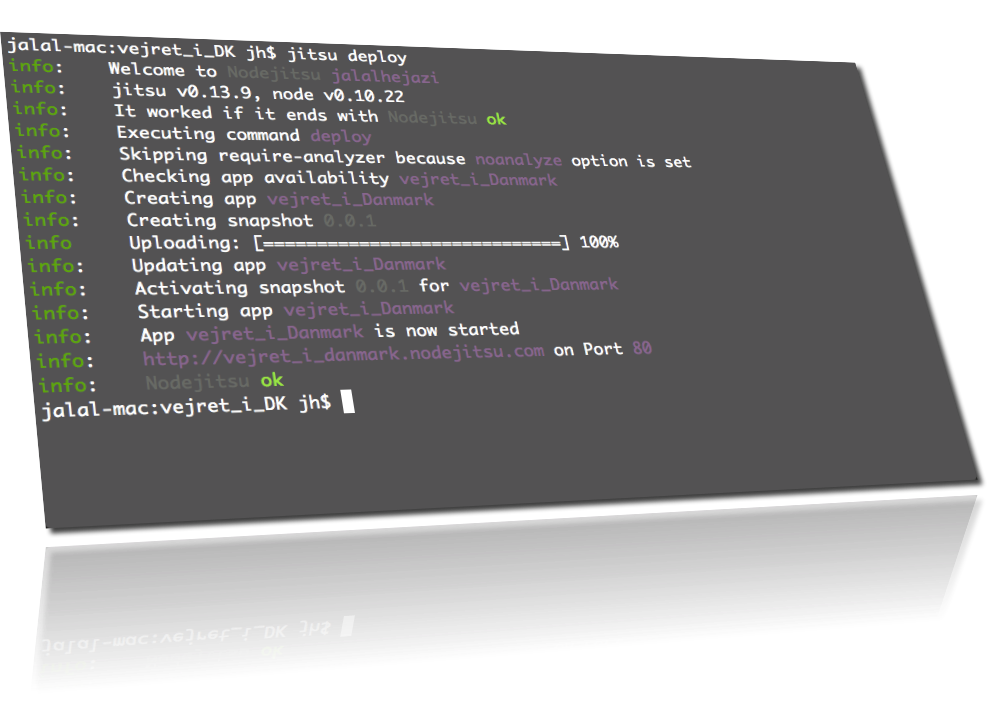 jalal-mac:vejret_i_DK jh$ jitsu deploy
info: Welcome to Nodejitsu jalalhejazi
info: jitsu v0.13.9, node v0.10.22
info: It worked if it ends with Nodejitsu ok
info: Executing command deploy
info: Skipping require-analyzer because noanalyze option is set
info: Checking app availability vejret_i_Danmark
info: Creating app vejret_i_Danmark
info: Creating snapshot 0.0.1
info Uploading: [=============================] 100%
info: Updating app vejret_i_Danmark
info: Activating snapshot 0.0.1 for vejret_i_Danmark
info: Starting app vejret_i_Danmark
info: App vejret_i_Danmark is now started
info: http://vejret_i_danmark.nodejitsu.com on Port 80
info: Nodejitsu ok
jalal-mac:vejret_i_DK jh$